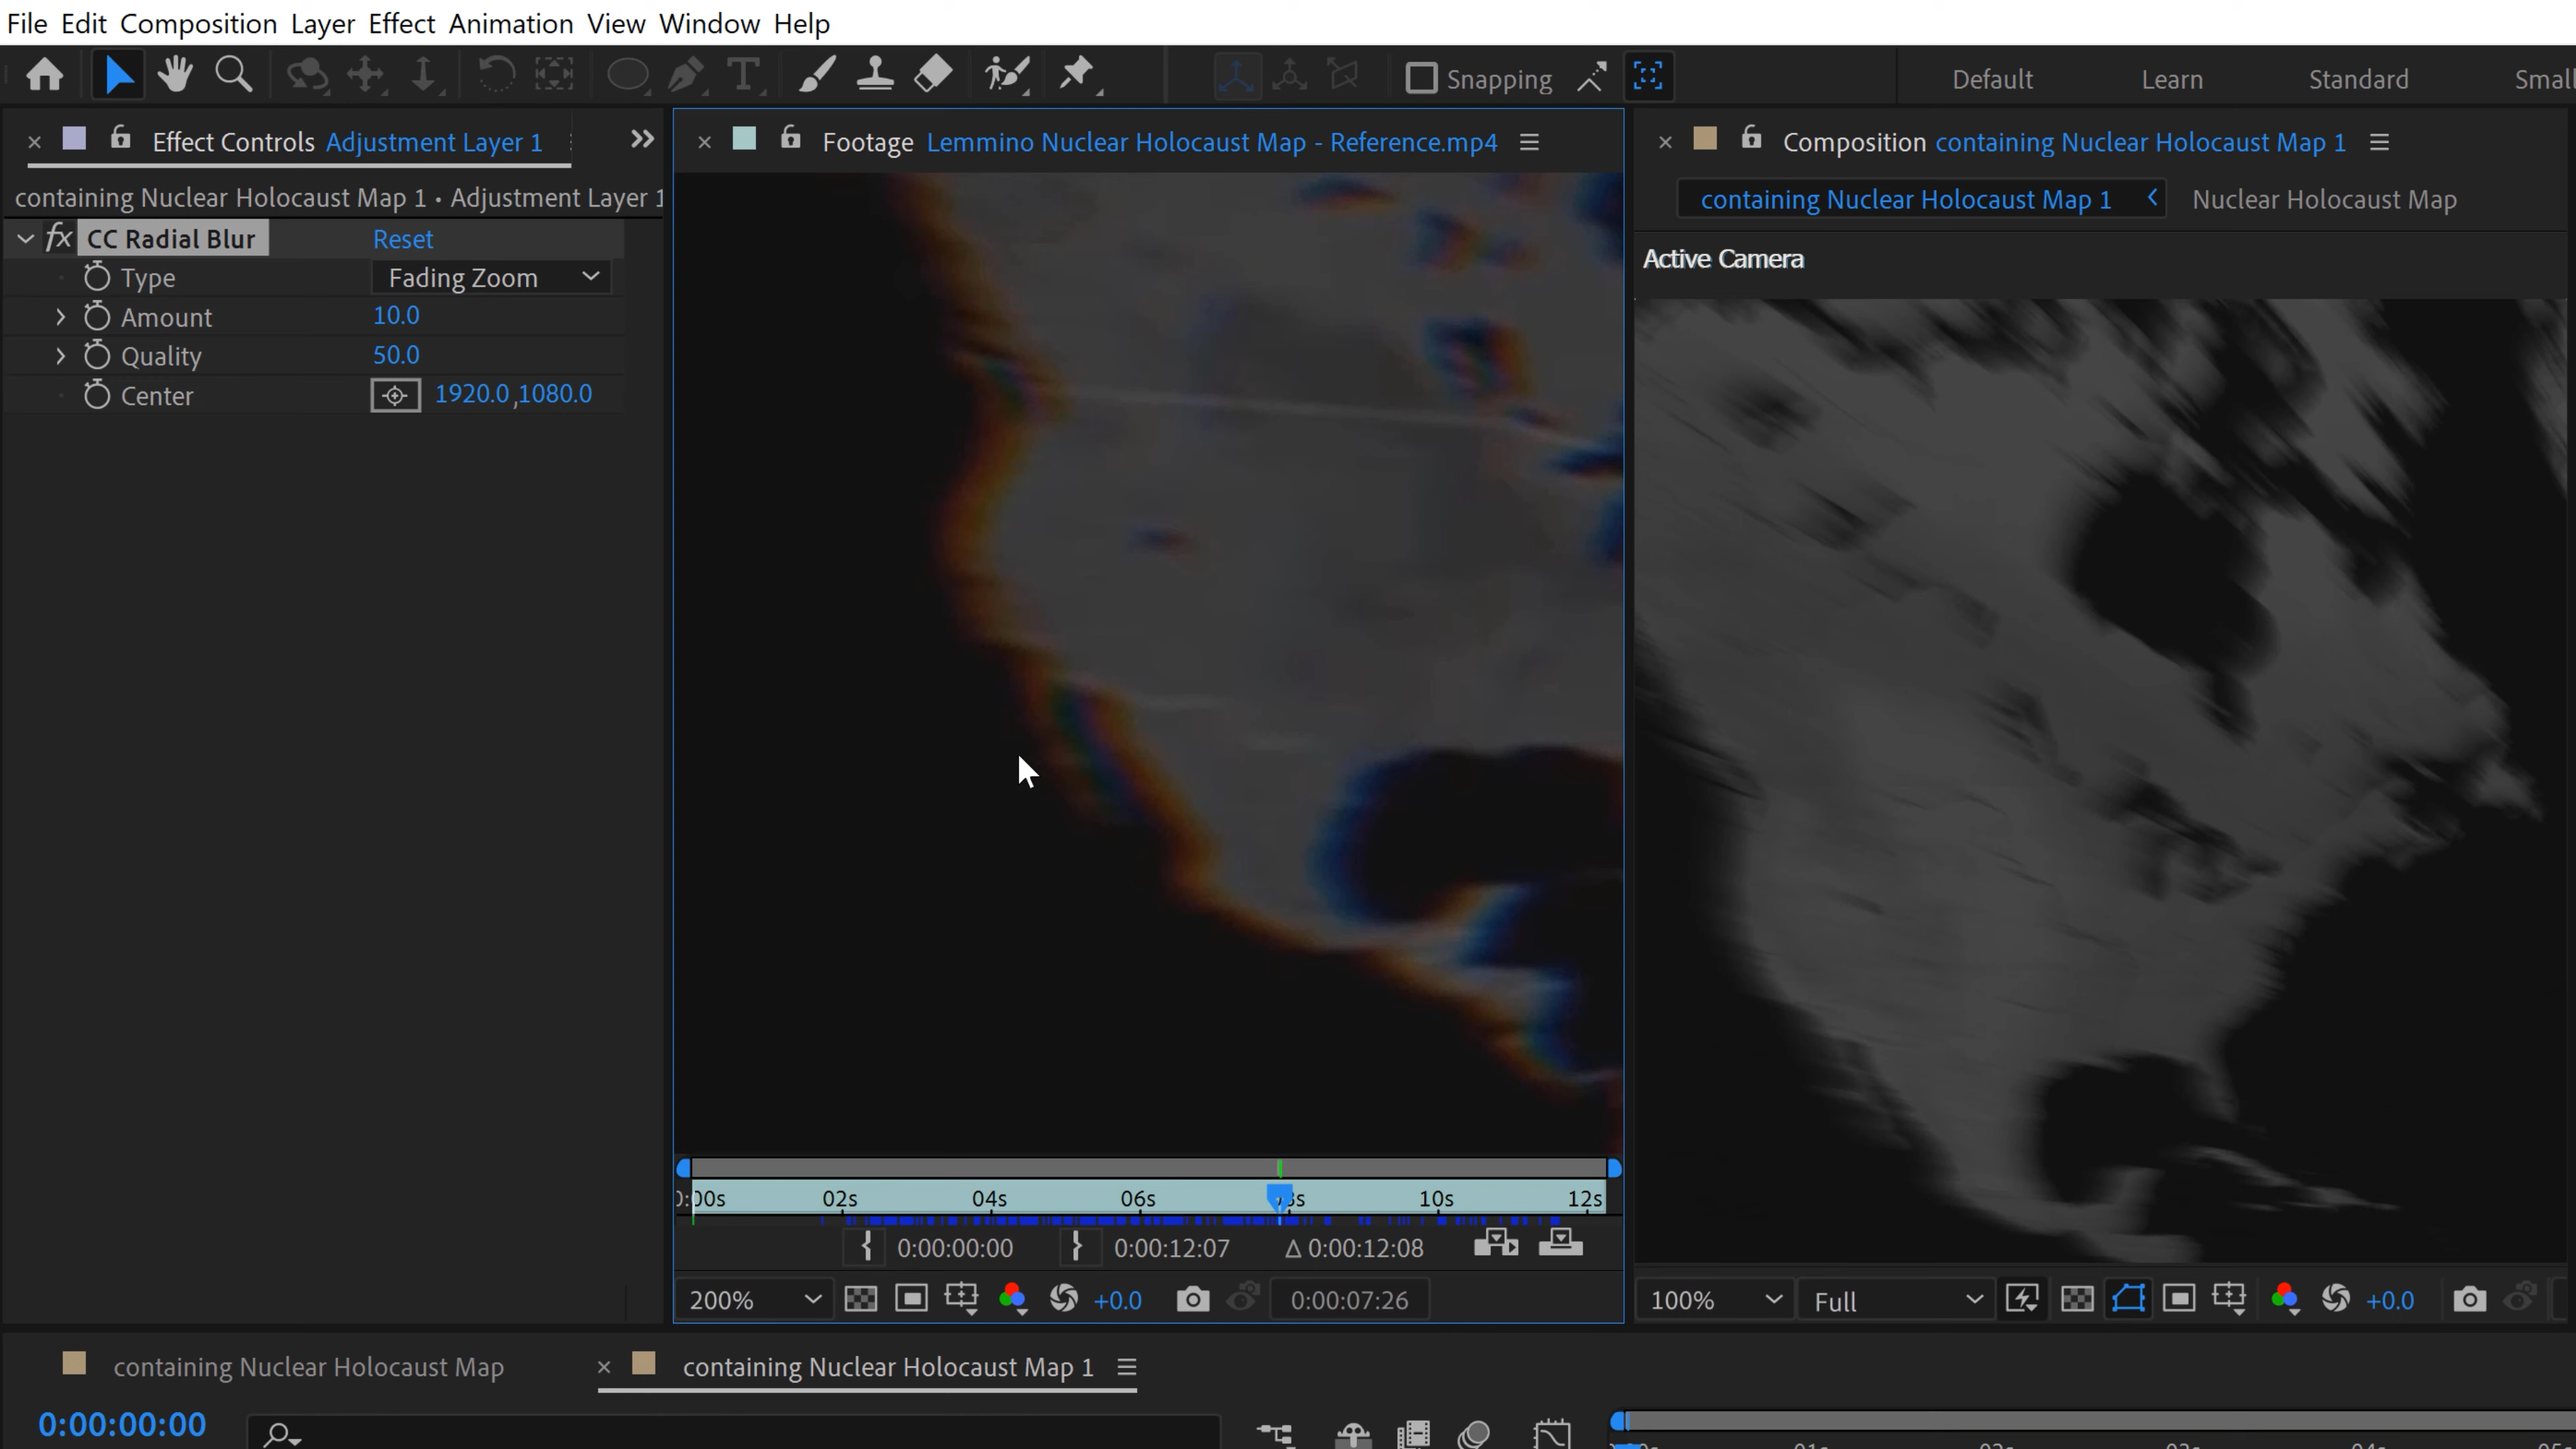 File Edit Composition Layer Effect Animation View Window Help
Snapping
Default Learn Standard Small
Effect Controls Adjustment Layer 1
Footage Lemmino Nuclear Holocaust Map - Reference.mp4
Composition containing Nuclear Holocaust Map 1
containing Nuclear Holocaust Map 1 • Adjustment Layer 1
containing Nuclear Holocaust Map 1 Nuclear Holocaust Map
fx CC Radial Blur Reset
Active Camera
Type Fading Zoom
Amount 10.0
Quality 50.0
Center 1920.0,1080.0
0:00s 02s 04s 06s 10s 12s
0:00:00:00 0:00:12:07 Δ 0:00:12:08
200% +0.0 0:00:07:26
100% Full +0.0
containing Nuclear Holocaust Map
containing Nuclear Holocaust Map 1
0:00:00:00